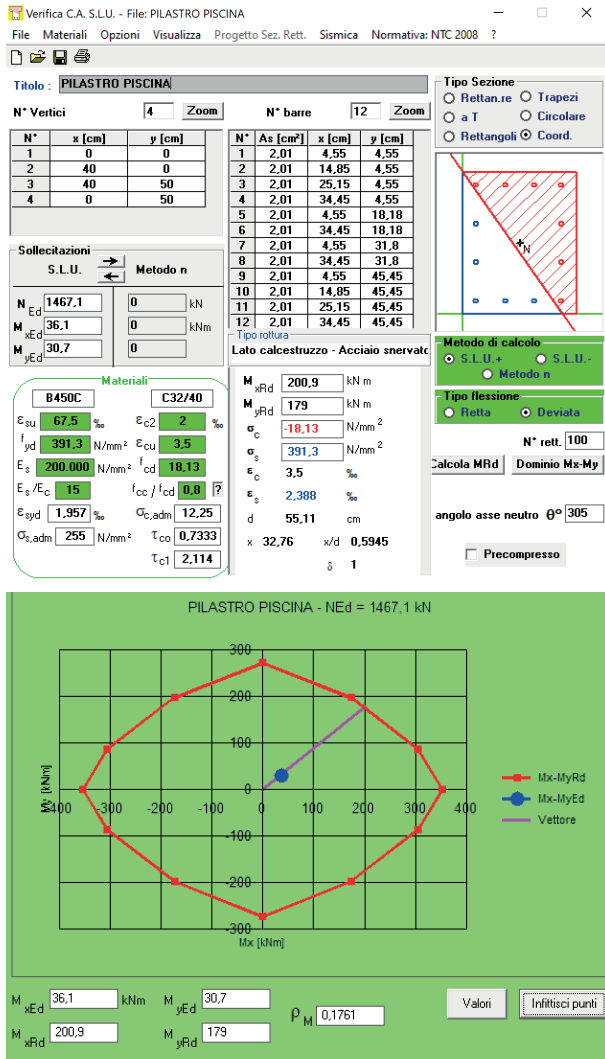 Verifica C.A. S.L.U. - File: PILASTRO PISCINA
File Materiali Opzioni Visualizza Progetto Sez. Rett. Sismica Normativa: NTC 2008 ?
Titolo : PILASTRO PISCINA
N° Vertici 4 Zoom N° barre 12 Zoom
N° x [cm] y [cm]
1 0 0
2 40 0
3 40 50
4 0 50
N° As [cm²] x [cm] y [cm]
1 2,01 4,55 4,55
2 2,01 14,85 4,55
3 2,01 25,15 4,55
4 2,01 34,45 4,55
5 2,01 4,55 18,18
6 2,01 34,45 18,18
7 2,01 4,55 31,8
8 2,01 34,45 31,8
9 2,01 4,55 45,45
10 2,01 14,85 45,45
11 2,01 25,15 45,45
12 2,01 34,45 45,45
Tipo Sezione
Rettan.re Trapezi
a T Circolare
Rettangoli Coord.
N
Sollecitazioni
S.L.U. Metodo n
N Ed 1467,1 0 kN
M xEd 36,1 0 kNm
M yEd 30,7 0
Materiali
B450C C32/40
εsu 67,5 ‰ εc2 2 ‰
fyd 391,3 N/mm² εcu 3,5
Es 200.000 N/mm² fcd 18,13
Es/Ec 15 fcc / fcd 0,8 ?
εsyd 1,957 ‰ σc,adm 12,25
σs,adm 255 N/mm² τco 0,7333
τc1 2,114
Tipo rottura
Lato calcestruzzo - Acciaio snervato
M xRd 200,9 kN m
M yRd 179 kN m
σc -18,13 N/mm²
σs 391,3 N/mm²
εc 3,5 ‰
εs 2,388 ‰
d 55,11 cm
x 32,76 x/d 0,5945
δ 1
Metodo di calcolo
S.L.U.+ S.L.U.-
Metodo n
Tipo flessione
Retta Deviata
N° rett. 100
Calcola MRd Dominio Mx-My
angolo asse neutro θ° 305
Precompresso
PILASTRO PISCINA - NEd = 1467,1 kN
300
200
100
0
-100
-200
-300
-400 -300 -200 -100 0 100 200 300 400
Mx [kNm]
Mx-MyRd
Mx-MyEd
Vettore
M xEd 36,1 kNm M yEd 30,7
M xRd 200,9 M yRd 179
ρM 0,1761
Valori Infittisci punti